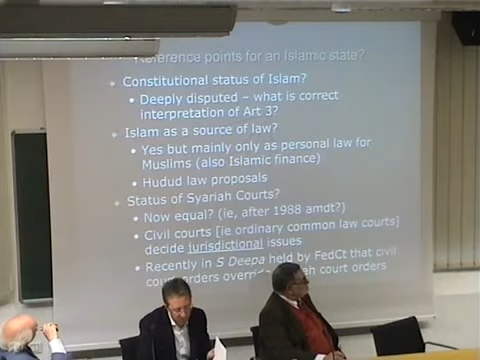 Reference points for an Islamic state?
Constitutional status of Islam?
• Deeply disputed – what is correct
interpretation of Art 3?
Islam as a source of law?
• Yes but mainly only as personal law for
Muslims (also Islamic finance)
• Hudud law proposals
Status of Syariah Courts?
• Now equal? (ie, after 1988 amdt?)
• Civil courts [ie ordinary common law courts]
decide jurisdictional issues
• Recently in S Deepa held by FedCt that civil
court orders court orders